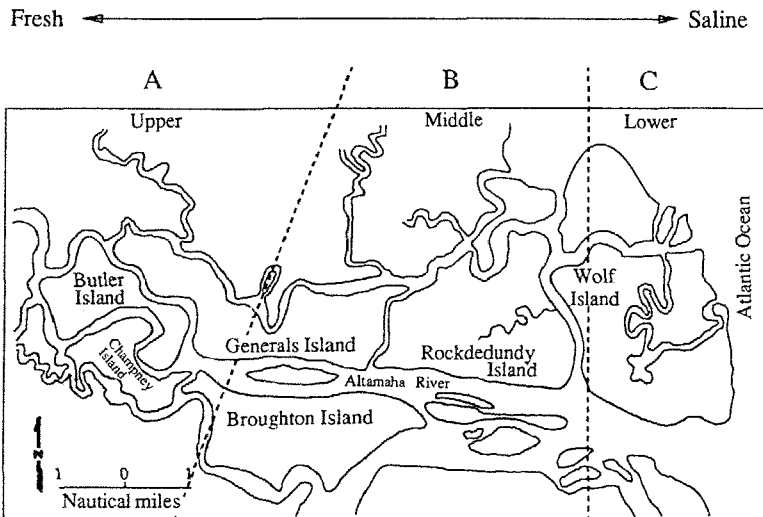 Fresh Saline
A B C
Upper Middle Lower
Atlantic Ocean
Butler
Island
Wolf
Island
Champney
Island
Generals Island
Rockdedundy
Island
Altamaha River
Broughton Island
N
1 0 1
Nautical miles